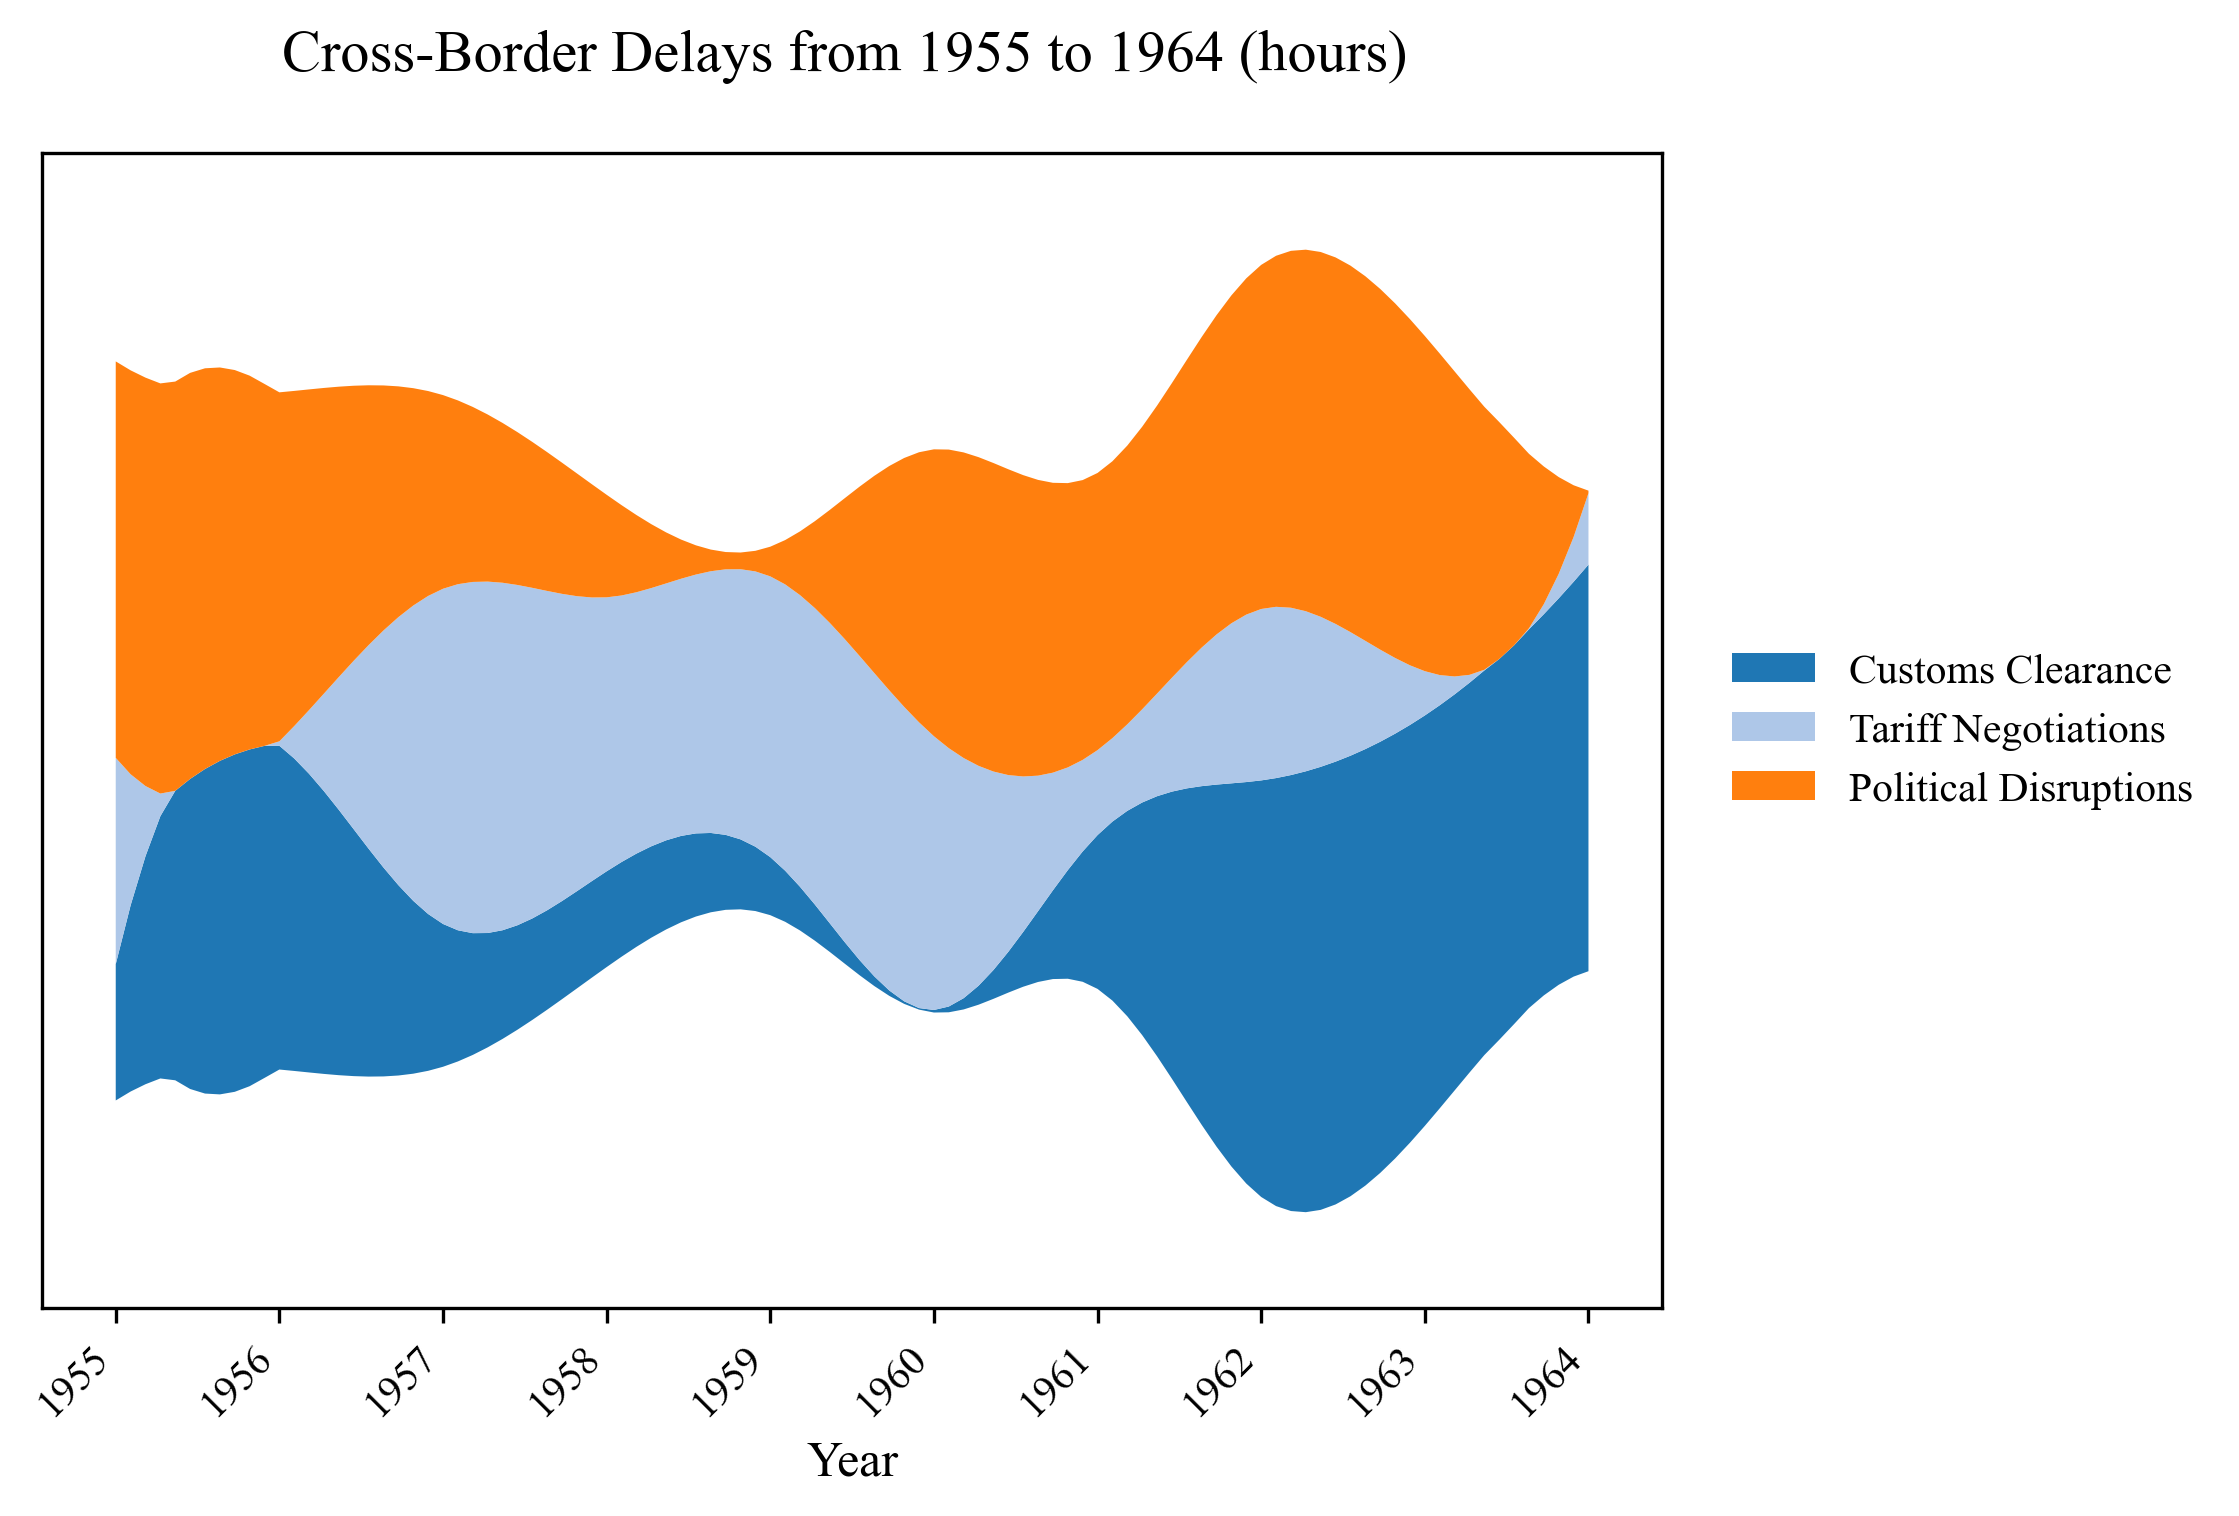 Cross-Border Delays from 1955 to 1964 (hours)
Customs Clearance
Tariff Negotiations
Political Disruptions
1955
1956
1957
1958
1959
1960
1961
1962
1963
1964
Year